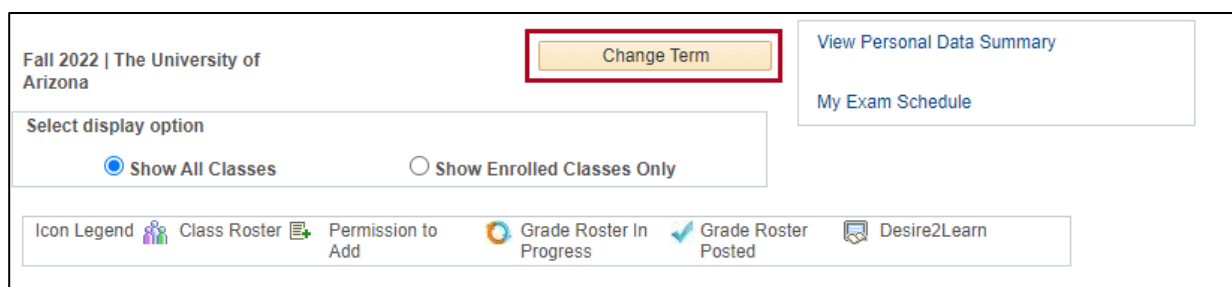 Fall 2022 | The University of
Arizona
Change Term
View Personal Data Summary
My Exam Schedule
Select display option
Show All Classes
Show Enrolled Classes Only
Icon Legend
Class Roster
Permission to
Add
Grade Roster In
Progress
Grade Roster
Posted
Desire2Learn